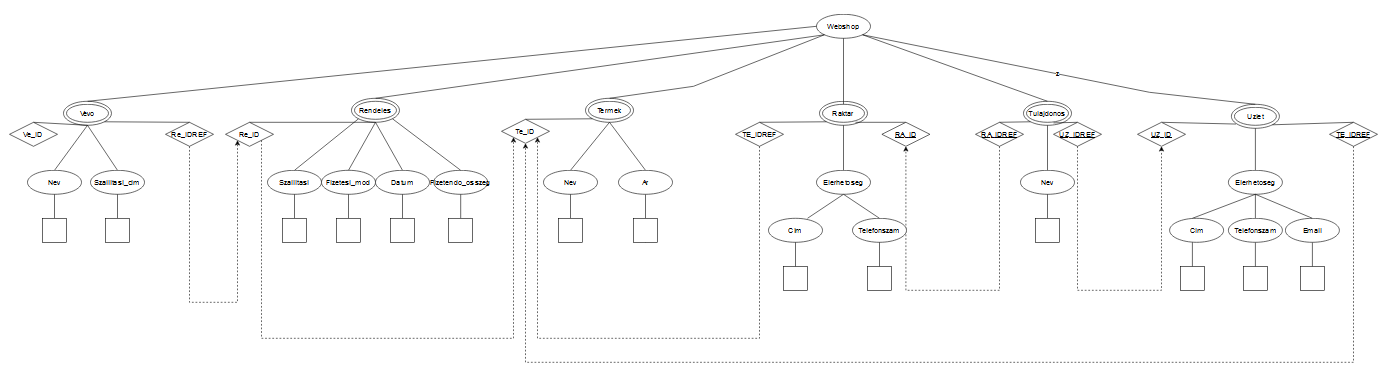 Webshop
z
Vevo
Rendeles
Termek
Raktar
Tulajdonos
Uzlet
Ve_ID
Re_IDREF
Re_ID
Te_ID
TE_IDREF
RA_ID
RA_IDREF
UZ_IDREF
UZ_ID
TE_IDREF
Nev
Szallitasi_cim
Szallitasi
Fizetesi_mod
Datum
Fizetendo_osszeg
Nev
Ar
Elerhetoseg
Nev
Elerhetoseg
Cim
Telefonszam
Cim
Telefonszam
Email